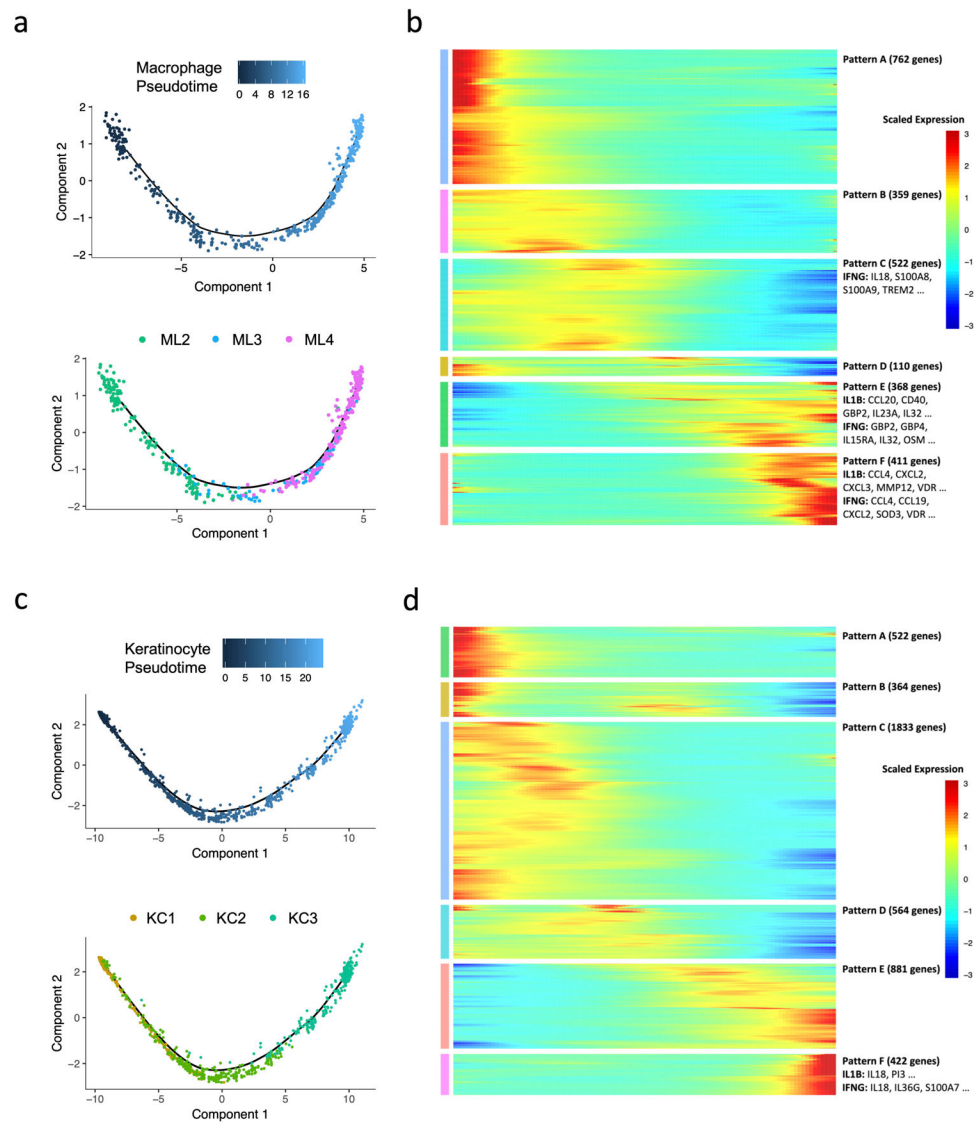 a
Macrophage
Pseudotime
0 4 8 12 16
2
1
0
−1
−2
Component 2
−5 0 5
Component 1
ML2 ML3 ML4
2
1
0
−1
−2
Component 2
−5 0 5
Component 1
b
Pattern A (762 genes)
Pattern B (359 genes)
Pattern C (522 genes)
IFNG: IL18, S100A8,
S100A9, TREM2 ...
Pattern D (110 genes)
Pattern E (368 genes)
IL1B: CCL20, CD40,
GBP2, IL23A, IL32 ...
IFNG: GBP2, GBP4,
IL15RA, IL32, OSM ...
Pattern F (411 genes)
IL1B: CCL4, CXCL2,
CXCL3, MMP12, VDR ...
IFNG: CCL4, CCL19,
CXCL2, SOD3, VDR ...
Scaled Expression
3
2
1
0
−1
−2
−3
c
Keratinocyte
Pseudotime
0 5 10 15 20
2
0
−2
Component 2
−10 −5 0 5 10
Component 1
KC1 KC2 KC3
2
0
−2
Component 2
−10 −5 0 5 10
Component 1
d
Pattern A (522 genes)
Pattern B (364 genes)
Pattern C (1833 genes)
Pattern D (564 genes)
Pattern E (881 genes)
Pattern F (422 genes)
IL1B: IL18, PI3 ...
IFNG: IL18, IL36G, S100A7 ...
Scaled Expression
3
2
1
0
−1
−2
−3